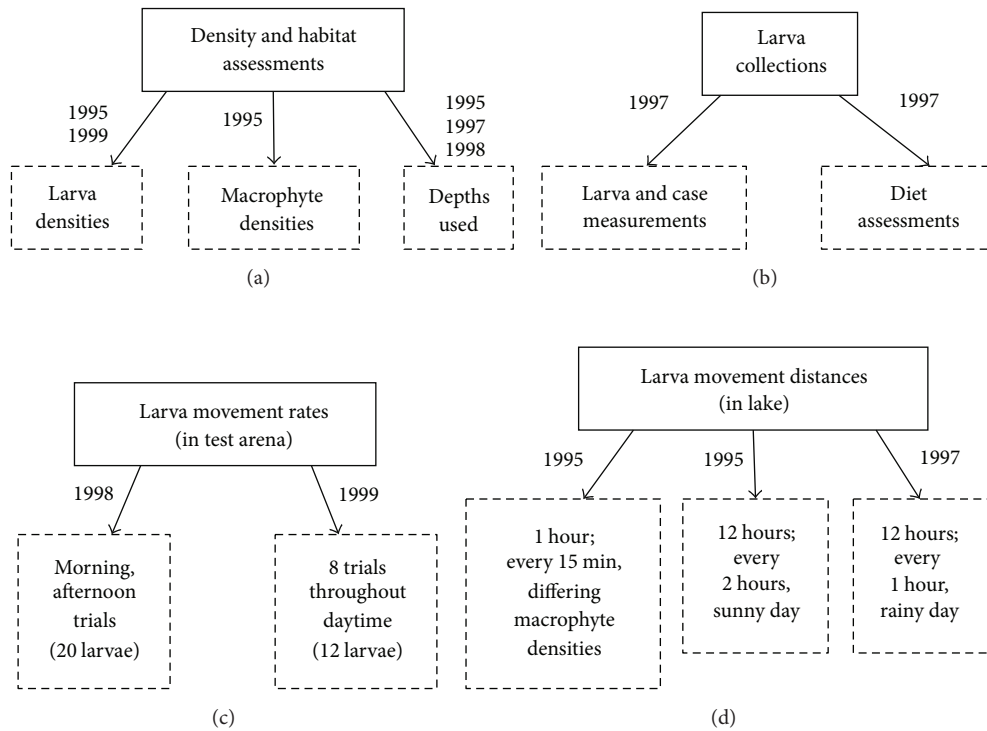 Density and habitat
assessments
1995
1999
1995
1995
1997
1998
Larva
densities
Macrophyte
densities
Depths
used
(a)
Larva
collections
1997
1997
Larva and case
measurements
Diet
assessments
(b)
Larva movement rates
(in test arena)
1998
1999
Morning,
afternoon
trials
(20 larvae)
8 trials
throughout
daytime
(12 larvae)
(c)
Larva movement distances
(in lake)
1995
1995
1997
1 hour;
every 15 min,
differing
macrophyte
densities
12 hours;
every
2 hours,
sunny day
12 hours;
every
1 hour,
rainy day
(d)